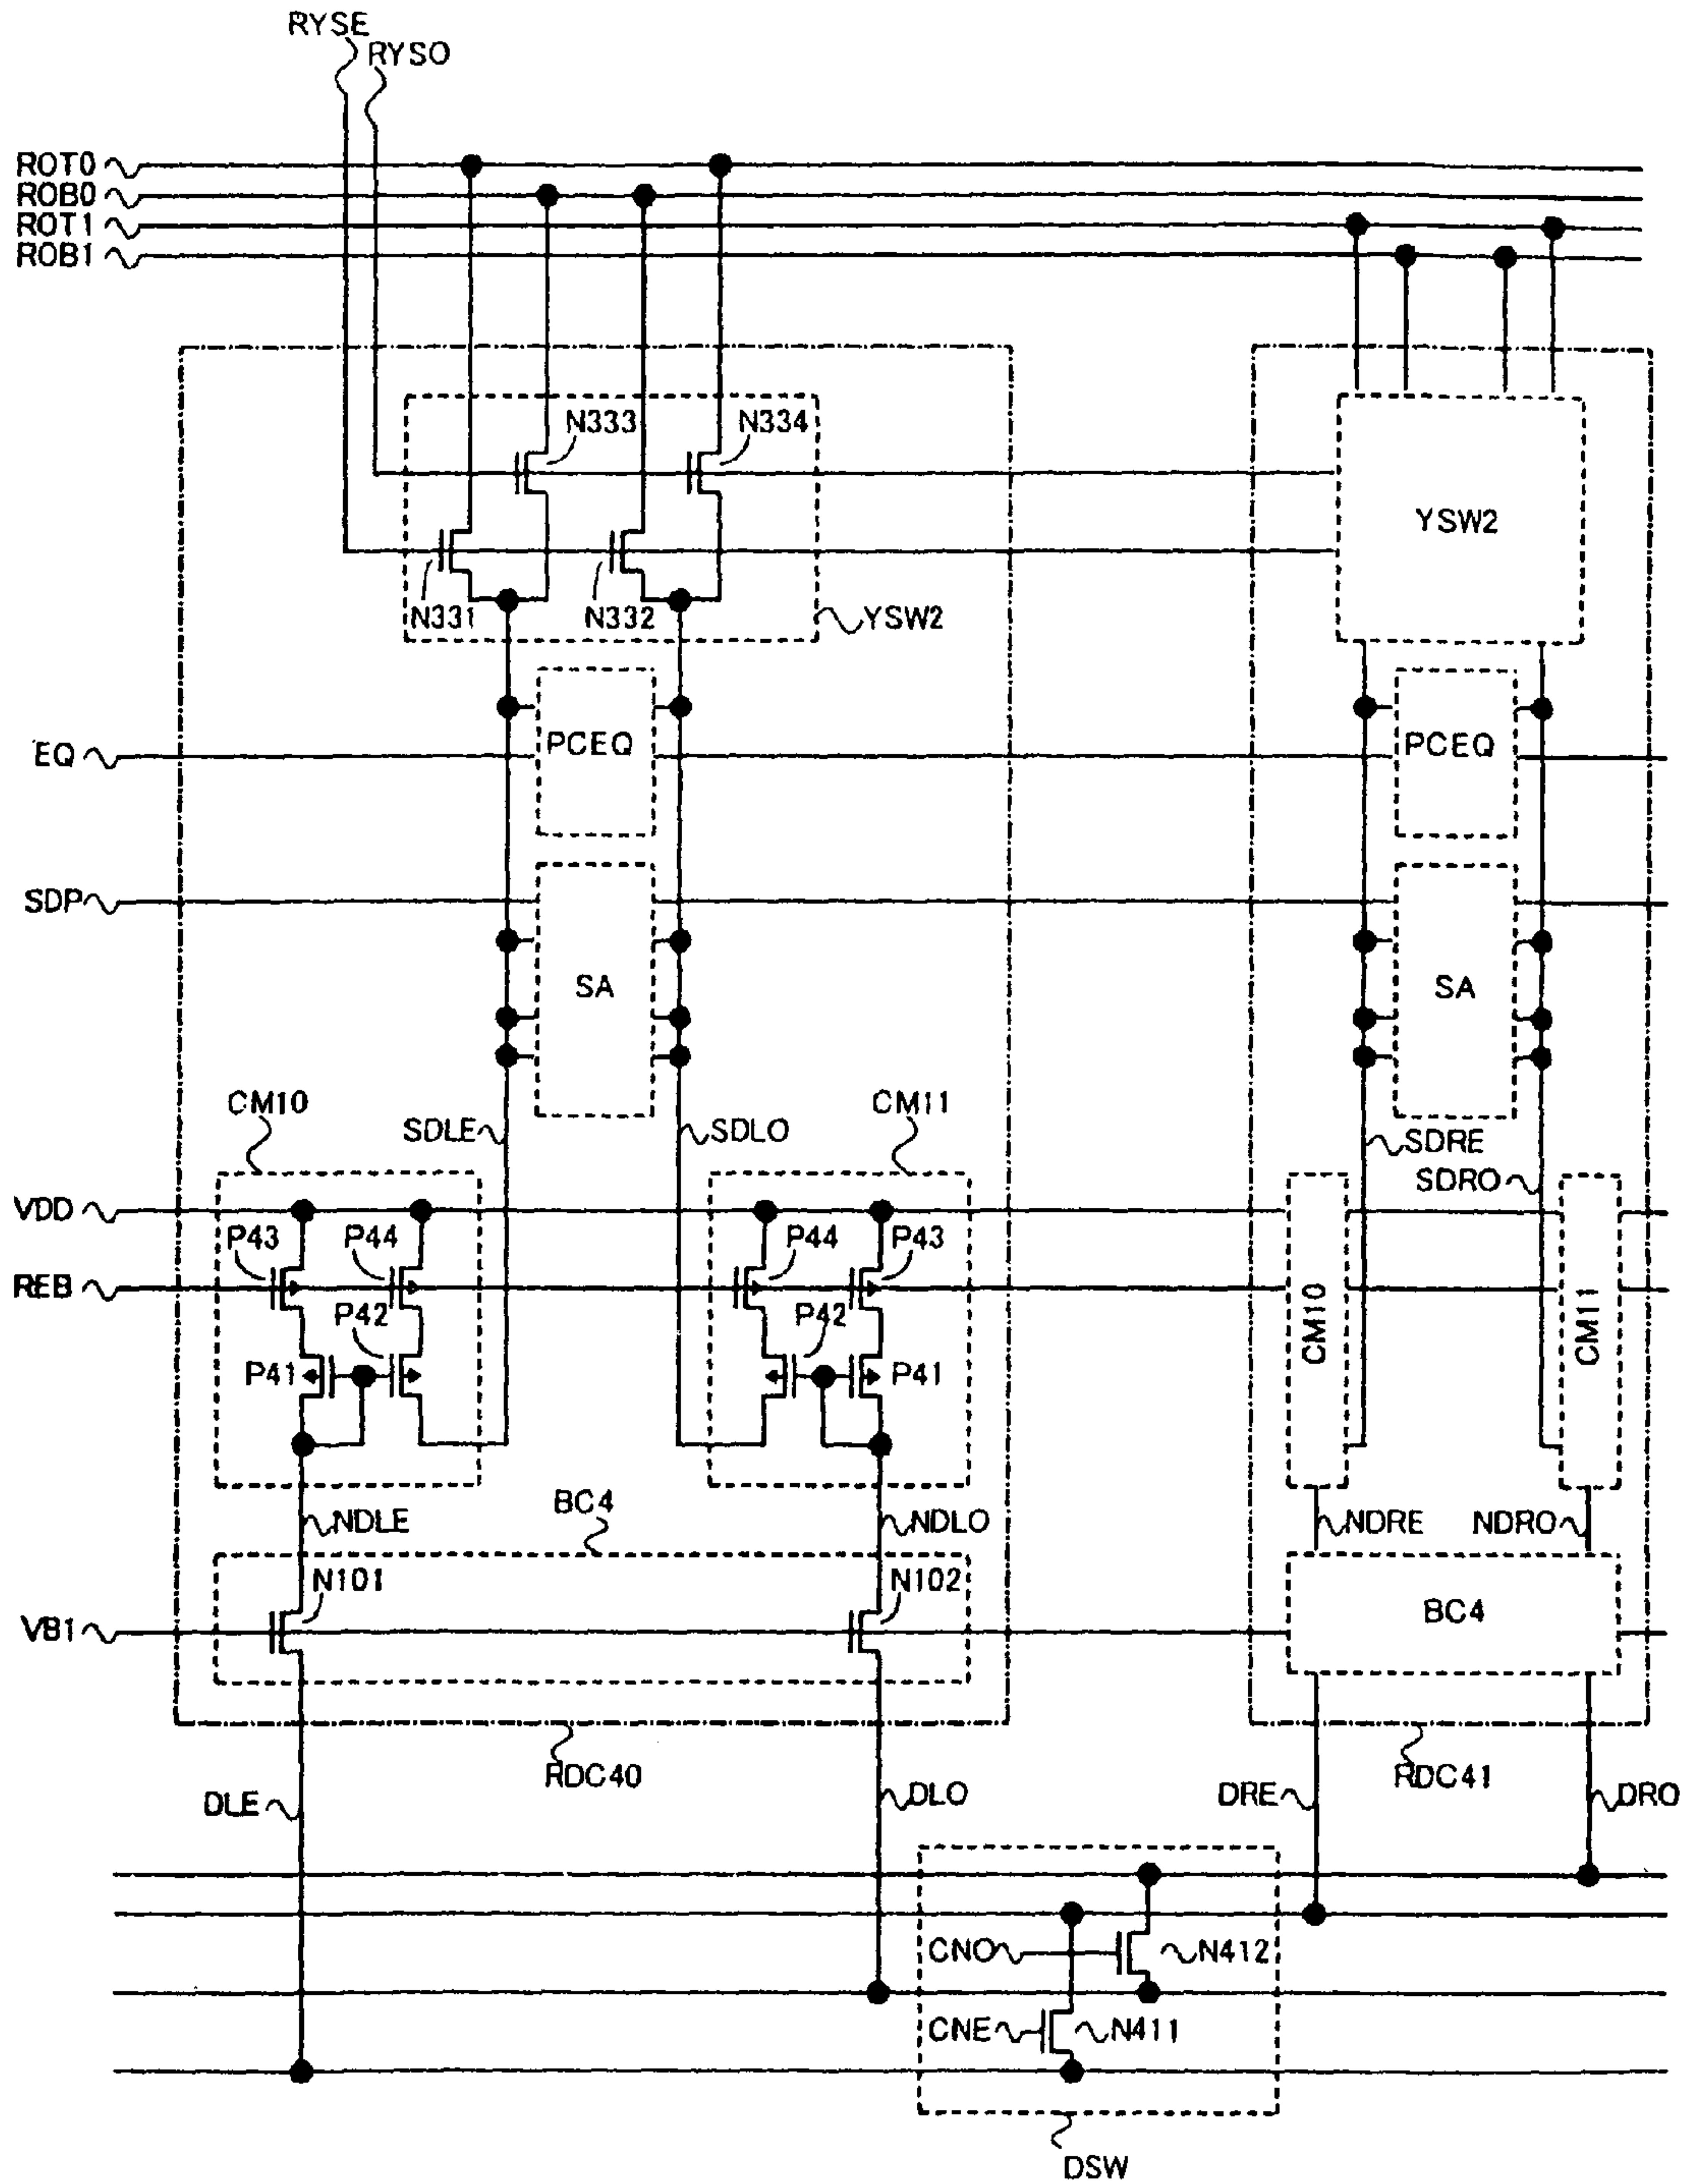 RYSE
RYSO
ROT0
ROB0
ROT1
ROB1
N333
N334
YSW2
N331
N332
YSW2
EQ
PCEQ
PCEQ
SDP
SA
SA
CM10
SDLE
SDLO
CM11
SDRE
SDRO
VDD
P43
P44
P44
P43
REB
P42
P42
CM10
CM11
P41
P41
BC4
NDLE
NDLO
NDRE
NDRO
N101
N102
VB1
BC4
RDC40
RDC41
DLE
DLO
DRE
DRO
CNO
N412
CNE
N411
DSW